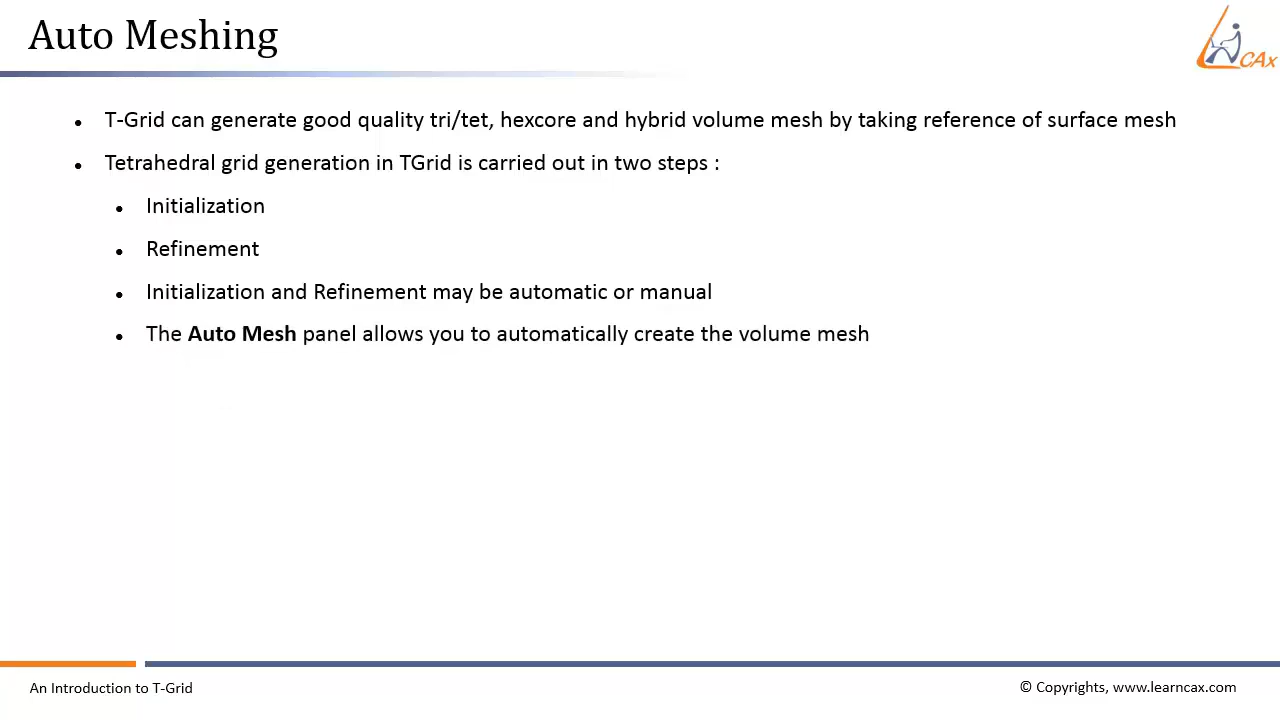 Auto Meshing
CAx
• T-Grid can generate good quality tri/tet, hexcore and hybrid volume mesh by taking reference of surface mesh
• Tetrahedral grid generation in TGrid is carried out in two steps :
• Initialization
• Refinement
• Initialization and Refinement may be automatic or manual
• The Auto Mesh panel allows you to automatically create the volume mesh
An Introduction to T-Grid
© Copyrights, www.learncax.com